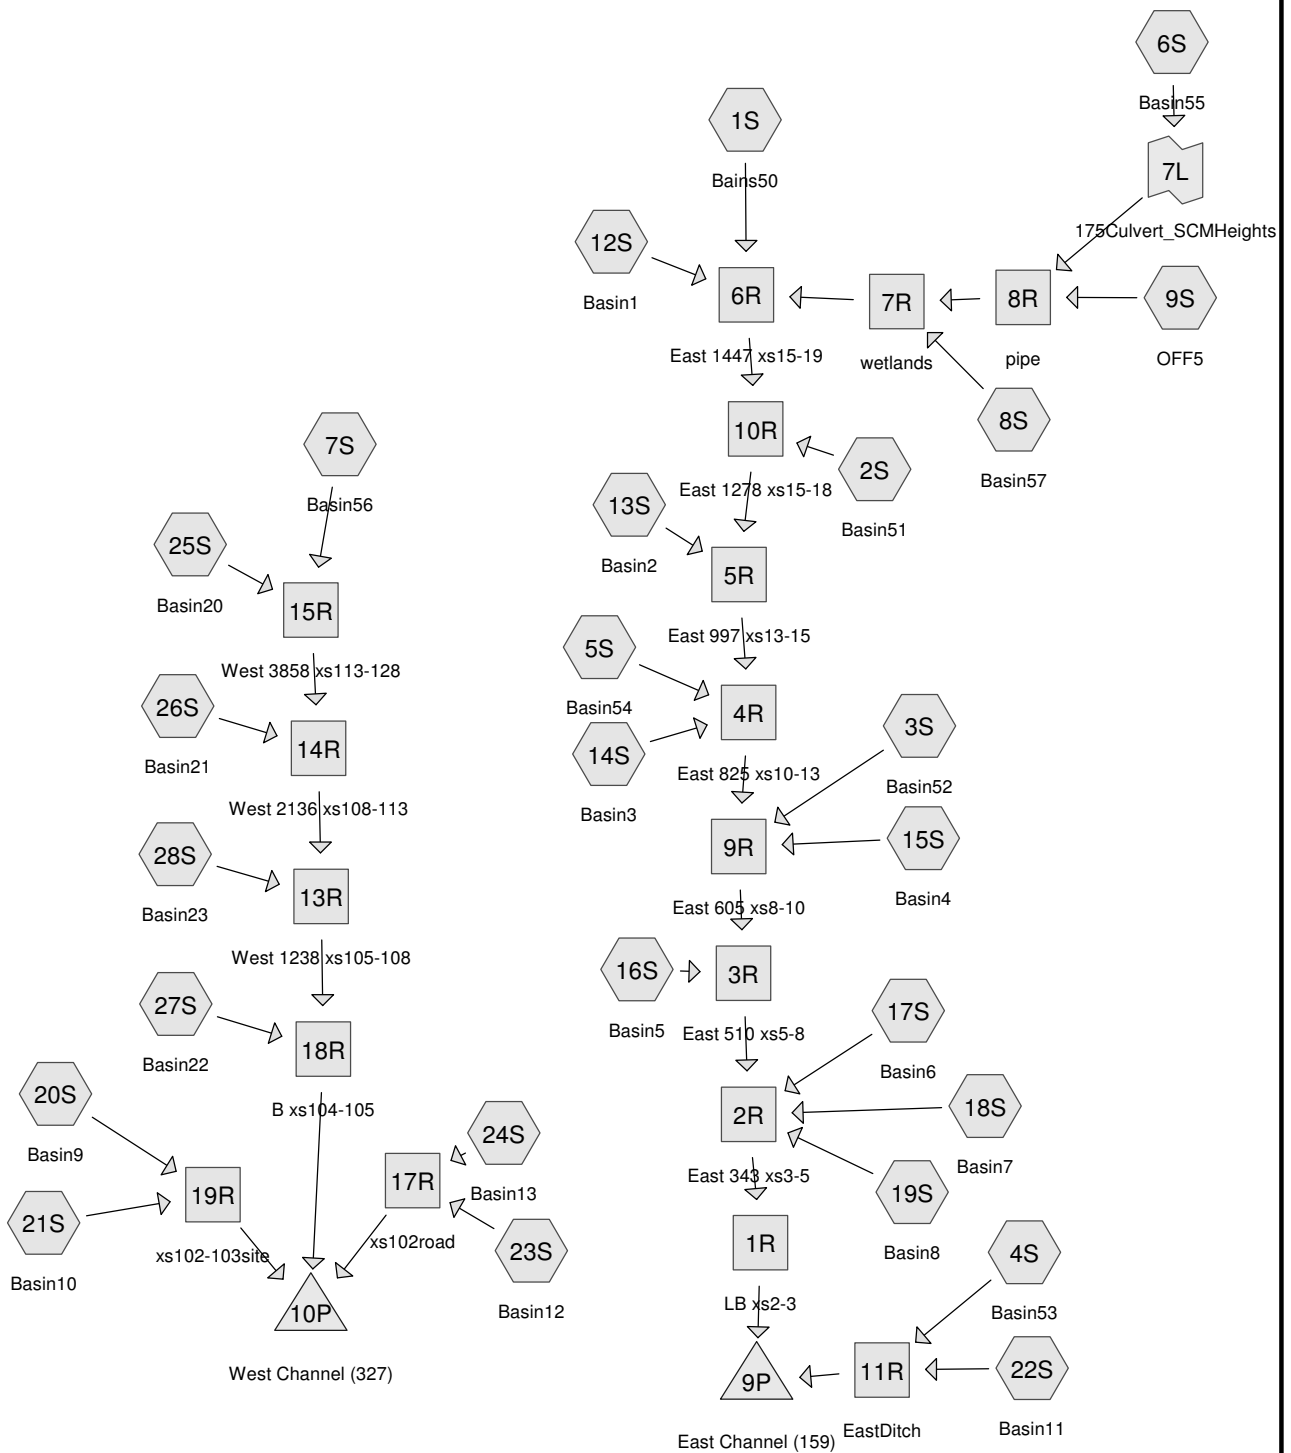 6S
Basin55
1S
Bains50
7L
175Culvert_SCMHeights
12S
Basin1
6R
East 1447 xs15-19
7R
wetlands
8R
pipe
9S
OFF5
8S
Basin57
10R
East 1278 xs15-18
2S
Basin51
7S
Basin56
13S
Basin2
25S
Basin20
5R
East 997 xs13-15
15R
West 3858 xs113-128
5S
Basin54
26S
Basin21
4R
East 825 xs10-13
3S
Basin52
14R
West 2136 xs108-113
14S
Basin3
9R
East 605 xs8-10
15S
Basin4
28S
Basin23
13R
West 1238 xs105-108
16S
Basin5
3R
East 510 xs5-8
27S
Basin22
17S
Basin6
18R
B xs104-105
20S
Basin9
2R
East 343 xs3-5
18S
Basin7
24S
Basin13
19R
xs102-103site
17R
xs102road
19S
Basin8
21S
Basin10
1R
LB xs2-3
23S
Basin12
4S
Basin53
10P
West Channel (327)
9P
East Channel (159)
11R
EastDitch
22S
Basin11